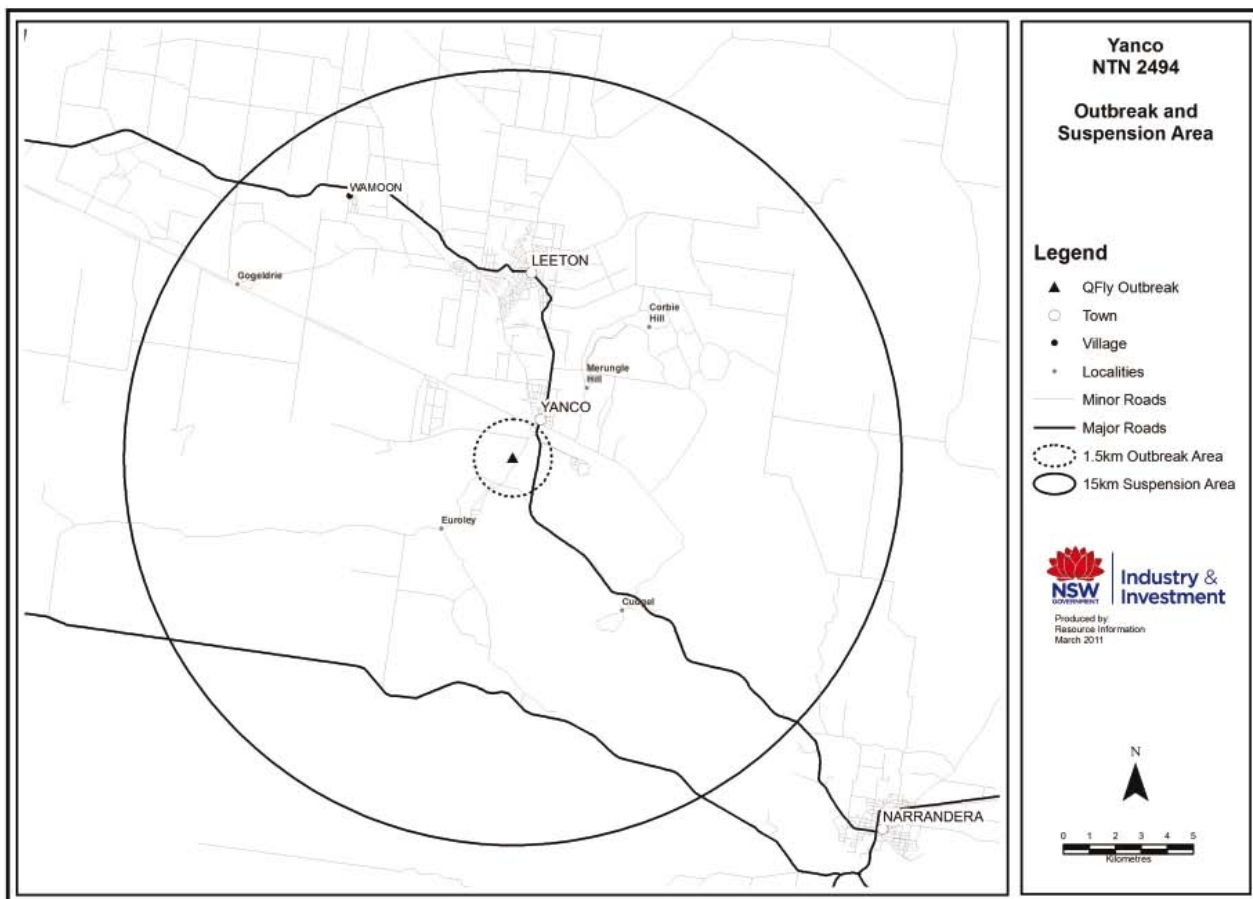 Yanco
NTN 2494
Outbreak and
Suspension Area
WAMOON
Gogeldrie
LEETON
Corbie
Hill
Merungle
Hill
YANCO
Euroley
Cudgel
NARRANDERA
Legend
QFly Outbreak
Town
Village
Localities
Minor Roads
Major Roads
1.5km Outbreak Area
15km Suspension Area
NSW
GOVERNMENT
Industry &
Investment
Produced by:
Resource Information
March 2011
N
0 1 2 3 4 5
Kilometres